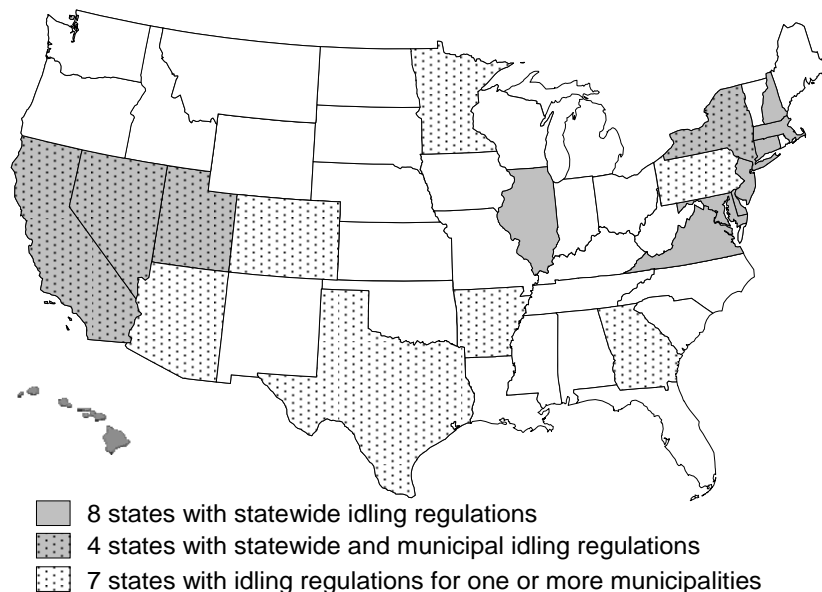 8 states with statewide idling regulations
4 states with statewide and municipal idling regulations
7 states with idling regulations for one or more municipalities